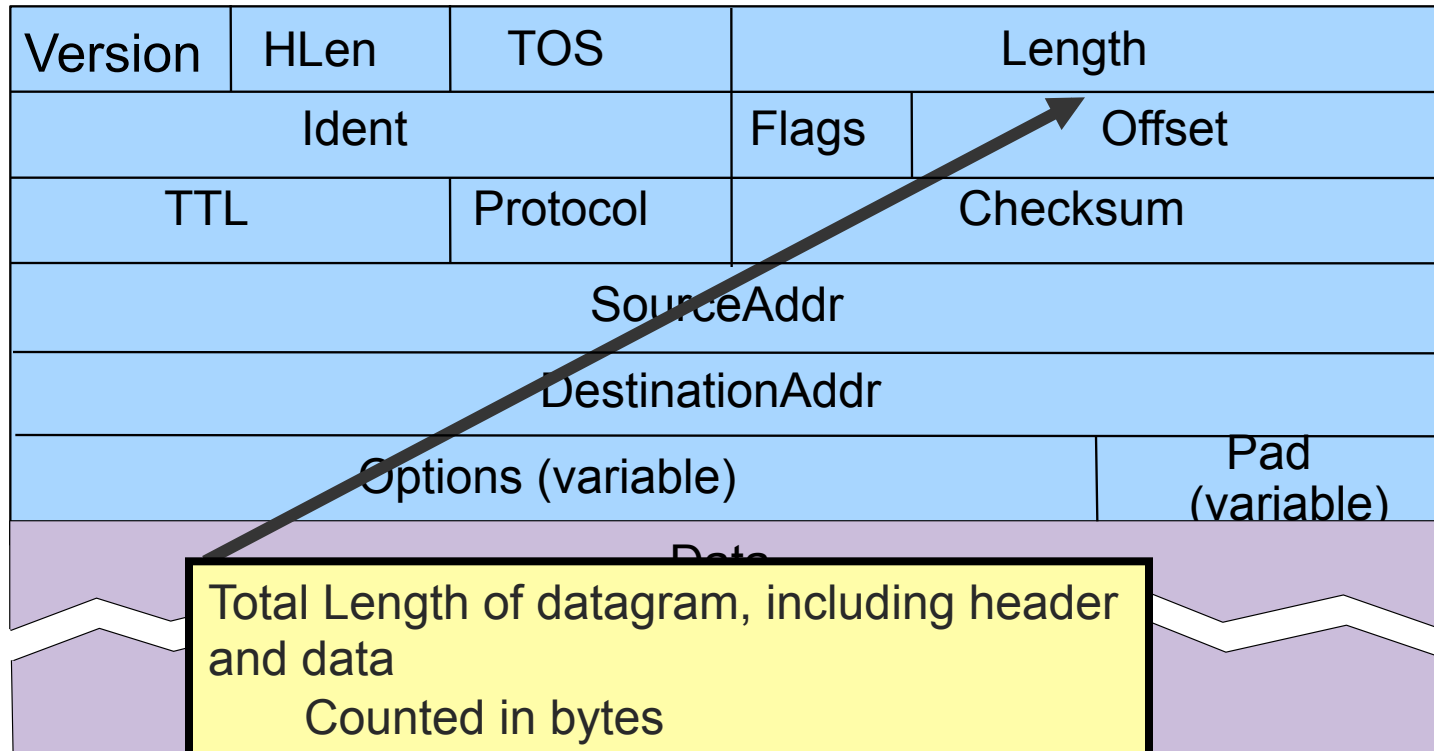 Version HLen TOS Length
Ident Flags Offset
TTL Protocol Checksum
SourceAddr
DestinationAddr
Options (variable) Pad
(variable)
Data
Total Length of datagram, including header
and data
Counted in bytes